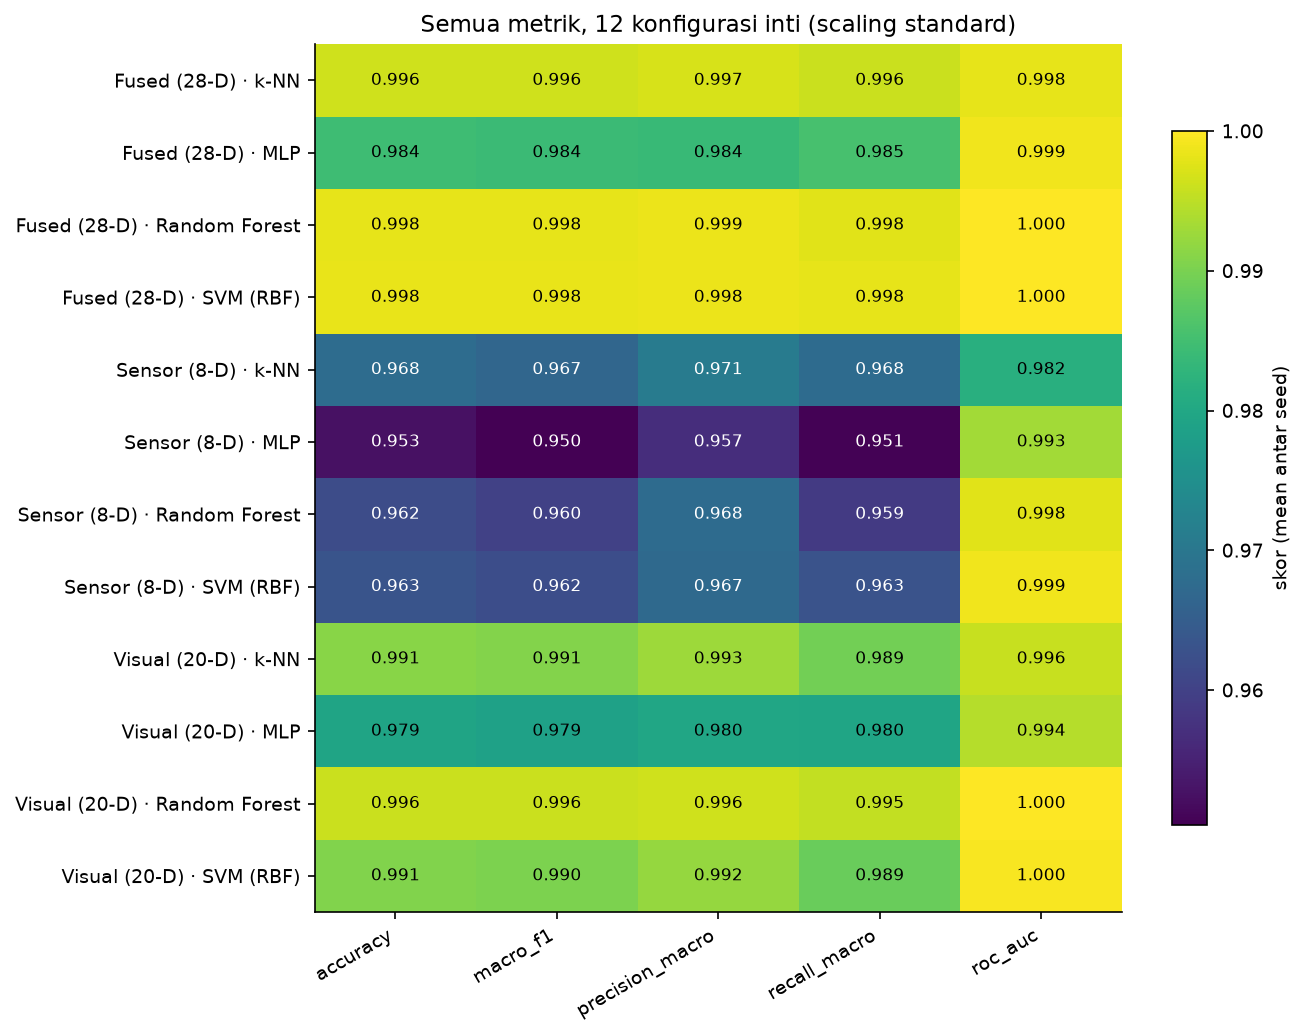 Semua metrik, 12 konfigurasi inti (scaling standard)
Fused (28-D) · k-NN 0.996 0.996 0.997 0.996 0.998
Fused (28-D) · MLP 0.984 0.984 0.984 0.985 0.999
Fused (28-D) · Random Forest 0.998 0.998 0.999 0.998 1.000
Fused (28-D) · SVM (RBF) 0.998 0.998 0.998 0.998 1.000
Sensor (8-D) · k-NN 0.968 0.967 0.971 0.968 0.982
Sensor (8-D) · MLP 0.953 0.950 0.957 0.951 0.993
Sensor (8-D) · Random Forest 0.962 0.960 0.968 0.959 0.998
Sensor (8-D) · SVM (RBF) 0.963 0.962 0.967 0.963 0.999
Visual (20-D) · k-NN 0.991 0.991 0.993 0.989 0.996
Visual (20-D) · MLP 0.979 0.979 0.980 0.980 0.994
Visual (20-D) · Random Forest 0.996 0.996 0.996 0.995 1.000
Visual (20-D) · SVM (RBF) 0.991 0.990 0.992 0.989 1.000
accuracy macro_f1 precision_macro recall_macro roc_auc
1.00
0.99
0.98
0.97
0.96
skor (mean antar seed)